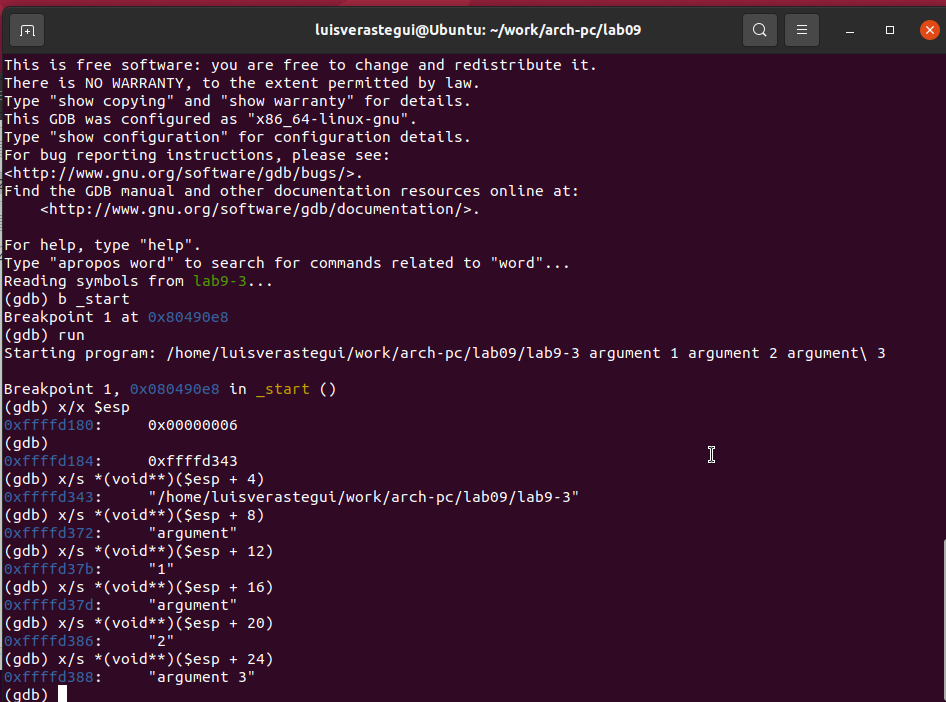 luisverastegui@Ubuntu: ~/work/arch-pc/lab09
This is free software: you are free to change and redistribute it.
There is NO WARRANTY, to the extent permitted by law.
Type "show copying" and "show warranty" for details.
This GDB was configured as "x86_64-linux-gnu".
Type "show configuration" for configuration details.
For bug reporting instructions, please see:
<http://www.gnu.org/software/gdb/bugs/>.
Find the GDB manual and other documentation resources online at:
    <http://www.gnu.org/software/gdb/documentation/>.

For help, type "help".
Type "apropos word" to search for commands related to "word"...
Reading symbols from lab9-3...
(gdb) b _start
Breakpoint 1 at 0x80490e8
(gdb) run
Starting program: /home/luisverastegui/work/arch-pc/lab09/lab9-3 argument 1 argument 2 argument\ 3

Breakpoint 1, 0x080490e8 in _start ()
(gdb) x/x $esp
0xffffd180:     0x00000006
(gdb)
0xffffd184:     0xffffd343
(gdb) x/s *(void**)($esp + 4)
0xffffd343:     "/home/luisverastegui/work/arch-pc/lab09/lab9-3"
(gdb) x/s *(void**)($esp + 8)
0xffffd372:     "argument"
(gdb) x/s *(void**)($esp + 12)
0xffffd37b:     "1"
(gdb) x/s *(void**)($esp + 16)
0xffffd37d:     "argument"
(gdb) x/s *(void**)($esp + 20)
0xffffd386:     "2"
(gdb) x/s *(void**)($esp + 24)
0xffffd388:     "argument 3"
(gdb)